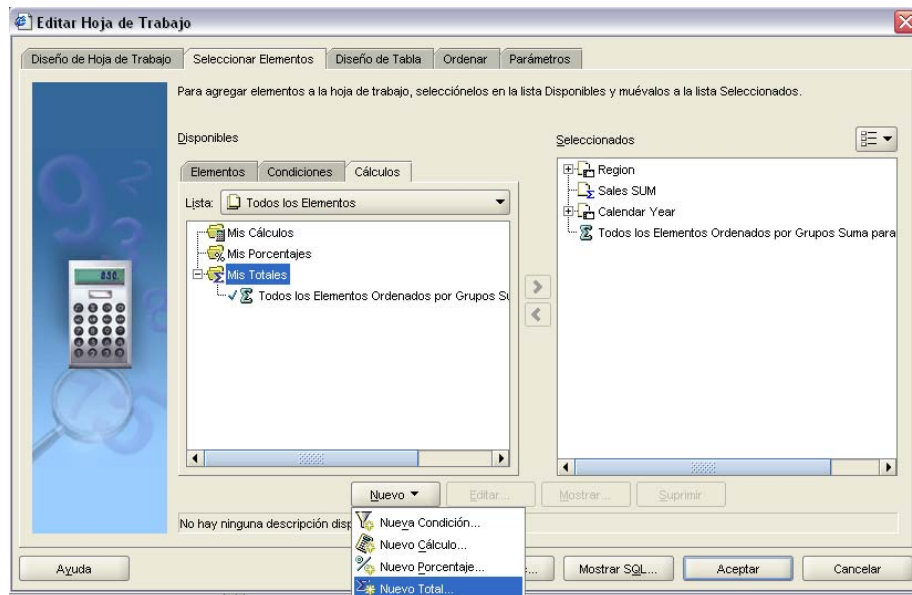 Editar Hoja de Trabajo
Diseño de Hoja de Trabajo
Seleccionar Elementos
Diseño de Tabla
Ordenar
Parámetros
Para agregar elementos a la hoja de trabajo, selecciónelos en la lista Disponibles y muévalos a la lista Seleccionados.
Disponibles
Seleccionados
Elementos
Condiciones
Cálculos
Lista:
Todos los Elementos
Mis Cálculos
Mis Porcentajes
Mis Totales
Todos los Elementos Ordenados por Grupos Su
Region
Sales SUM
Calendar Year
Todos los Elementos Ordenados por Grupos Suma para
Nuevo
Editar...
Mostrar...
Suprimir
No hay ninguna descripción disp
Nueva Condición...
Nuevo Cálculo...
Nuevo Porcentaje...
Nuevo Total...
Ayuda
Mostrar SQL...
Aceptar
Cancelar